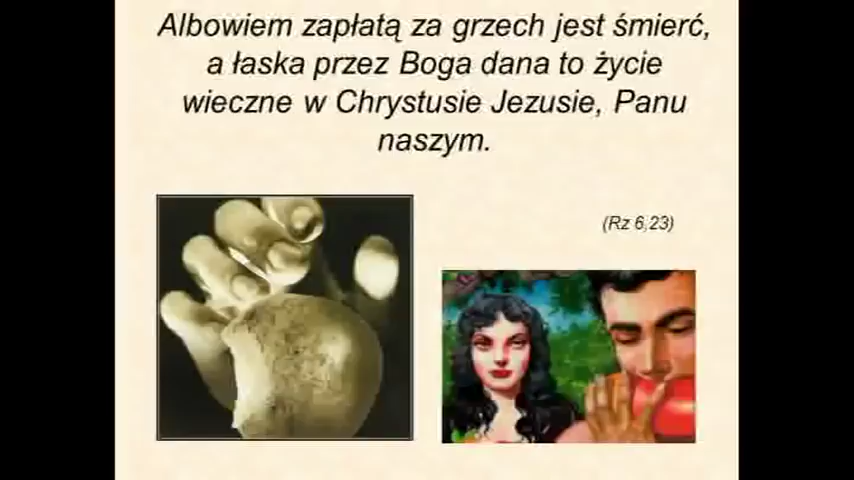 Albowiem zapłatą za grzech jest śmierć,
a łaska przez Boga dana to życie
wieczne w Chrystusie Jezusie, Panu
naszym.
(Rz 6,23)